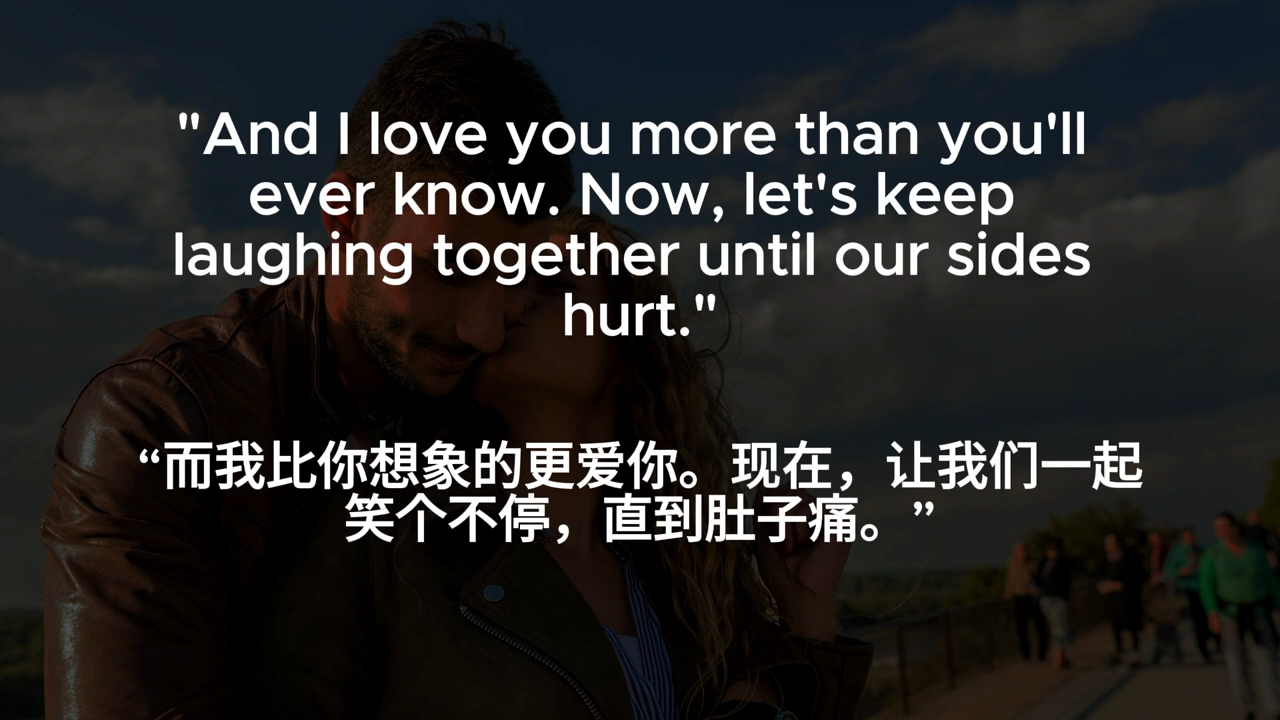 "And I love you more than you'll
ever know. Now, let's keep
laughing together until our sides
hurt."
“而我比你想象的更爱你。现在，让我们一起
笑个不停，直到肚子痛。”